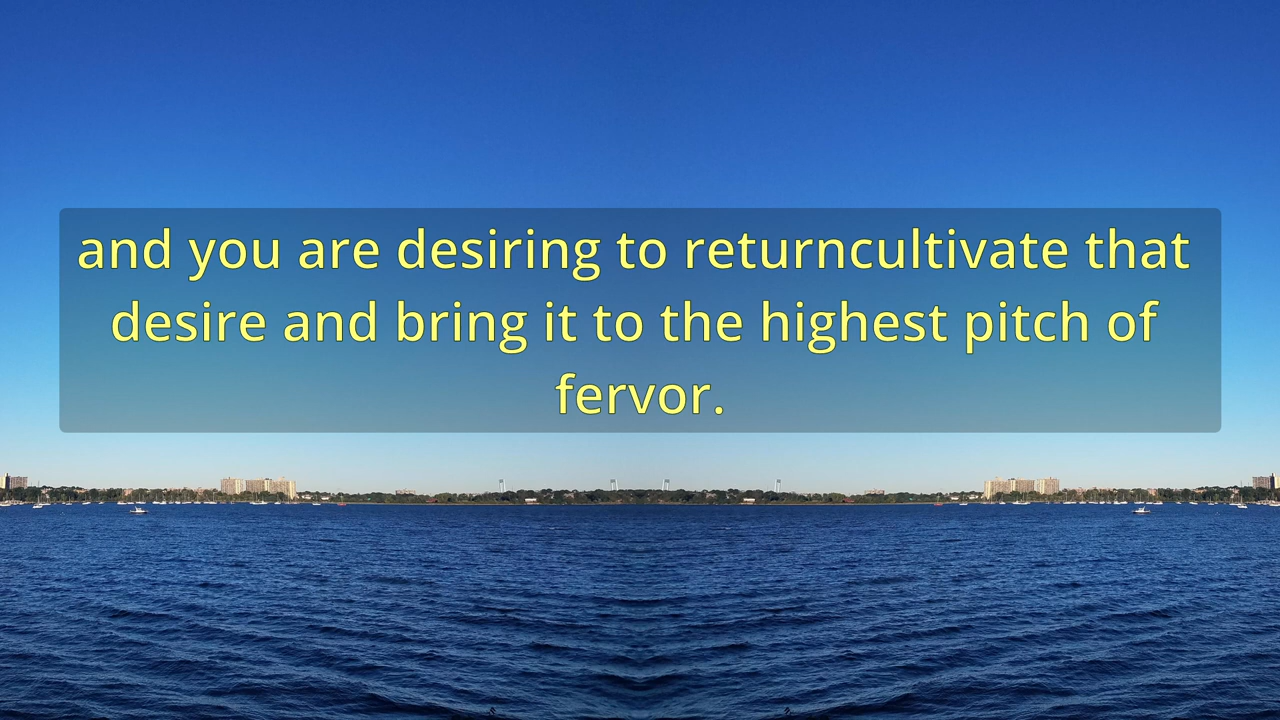 and you are desiring to returncultivate that
desire and bring it to the highest pitch of
fervor.